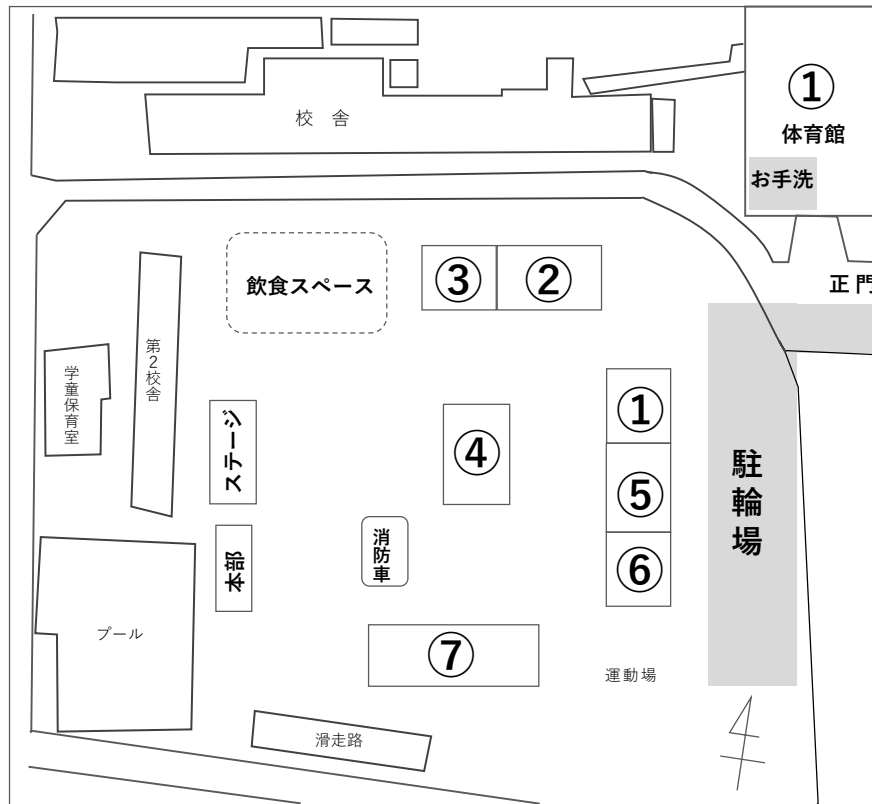 校 舎
①
体育館
お手洗
飲食スペース
③
②
正門
第2校舎
学童保育室
ステージ
①
④
⑤
駐輪場
本部
消防車
⑥
プール
⑦
運動場
滑走路